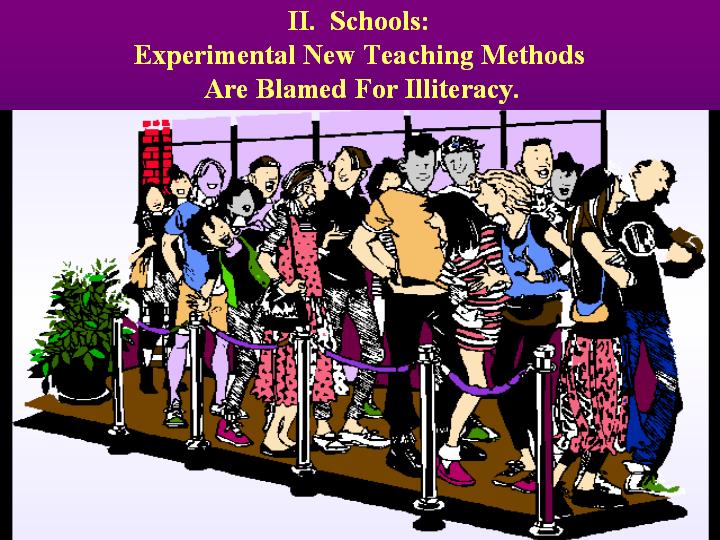 II.  Schools:
Experimental New Teaching Methods
Are Blamed For Illiteracy.